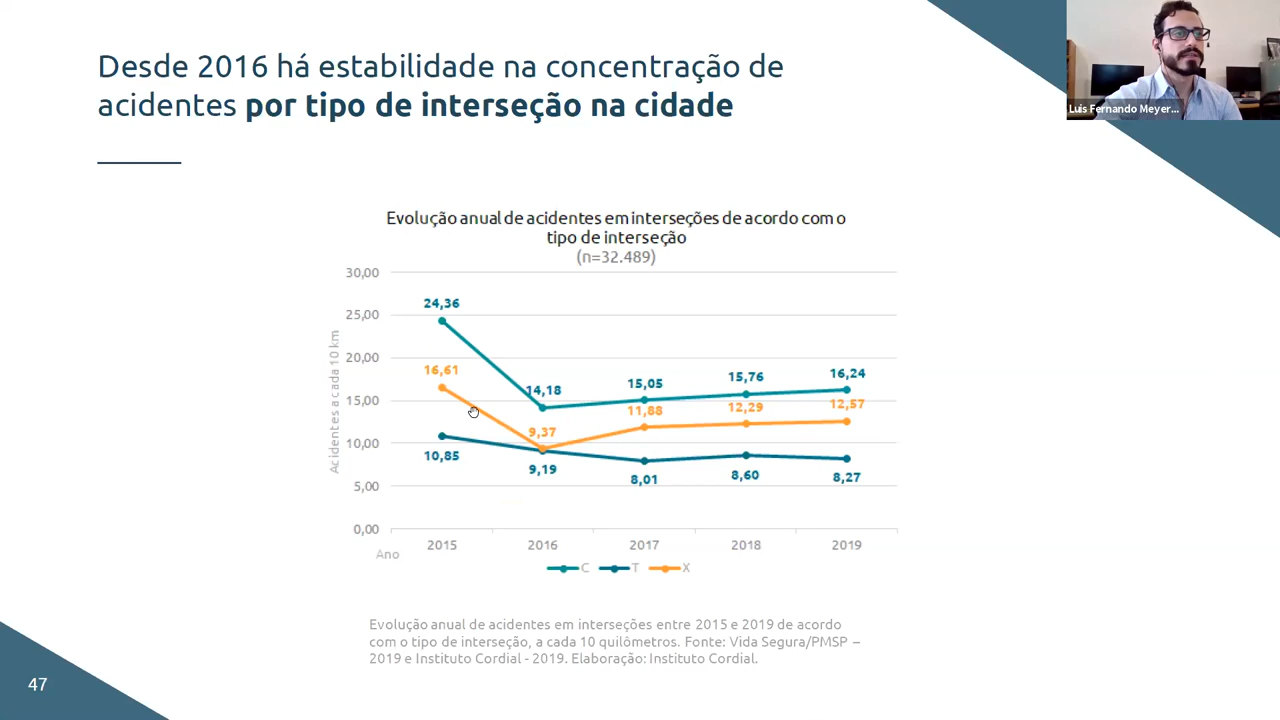 Desde 2016 há estabilidade na concentração de
acidentes por tipo de interseção na cidade
Luis Fernando Meyer...
Evolução anual de acidentes em interseções de acordo com o
tipo de interseção
(n=32.489)
Acidentes a cada 10 km
30,00
25,00
20,00
15,00
10,00
5,00
0,00
24,36
14,18
15,05
15,76
16,24
16,61
9,37
11,88
12,29
12,57
10,85
9,19
8,01
8,60
8,27
2015 2016 2017 2018 2019
Ano
C T X
Evolução anual de acidentes em interseções entre 2015 e 2019 de acordo
com o tipo de interseção, a cada 10 quilômetros. Fonte: Vida Segura/PMSP –
2019 e Instituto Cordial - 2019. Elaboração: Instituto Cordial.
47